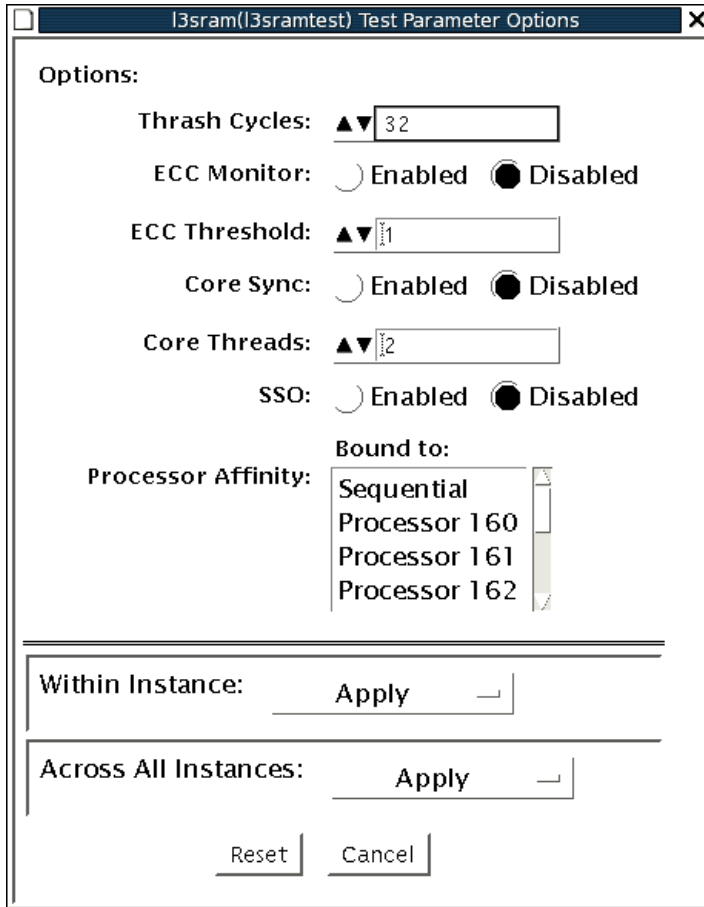 l3sram(l3sramtest) Test Parameter Options
Options:
Thrash Cycles: 32
ECC Monitor: Enabled Disabled
ECC Threshold: 1
Core Sync: Enabled Disabled
Core Threads: 2
SSO: Enabled Disabled
Bound to:
Processor Affinity:
Sequential
Processor 160
Processor 161
Processor 162
Within Instance: Apply
Across All Instances: Apply
Reset Cancel